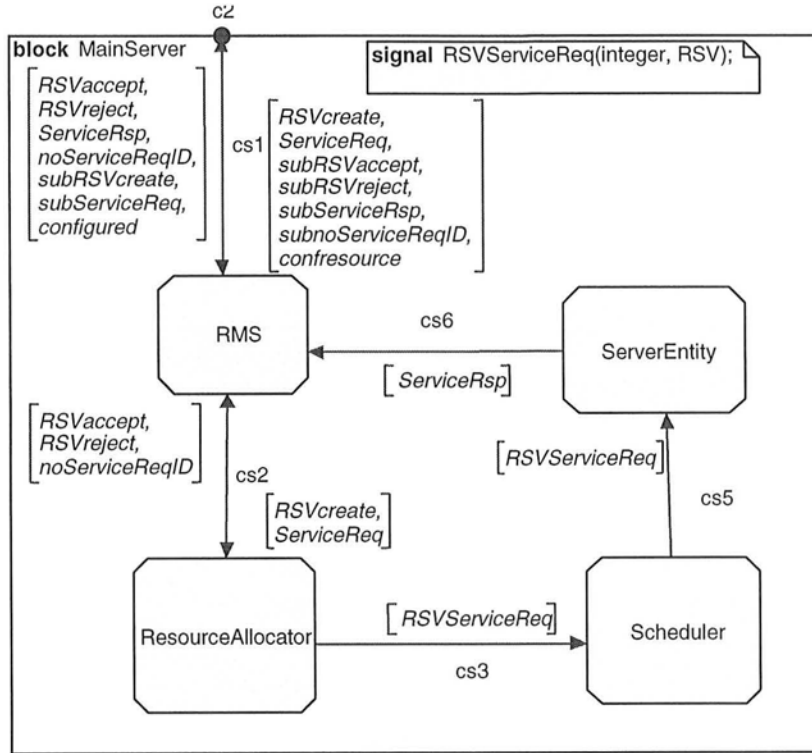 c2
block MainServer
signal RSVServiceReq(integer, RSV);
RSVaccept,
RSVreject,
ServiceRsp,
noServiceReqID,
subRSVcreate,
subServiceReq,
configured
cs1
RSVcreate,
ServiceReq,
subRSVaccept,
subRSVreject,
subServiceRsp,
subnoServiceReqID,
confresource
RMS
cs6
[ServiceRsp]
ServerEntity
RSVaccept,
RSVreject,
noServiceReqID
cs2
RSVcreate,
ServiceReq
[RSVServiceReq]
cs5
ResourceAllocator
[RSVServiceReq]
cs3
Scheduler